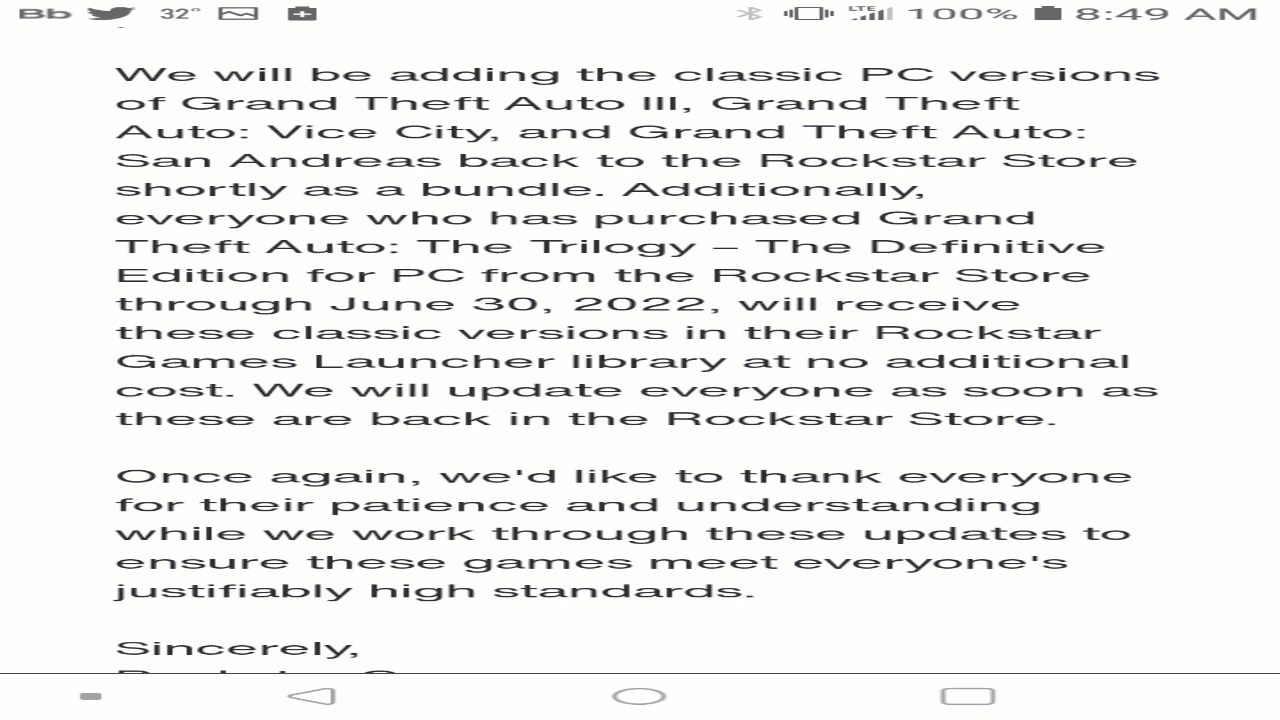 Bb 32° LTE 100% 8:49 AM
We will be adding the classic PC versions
of Grand Theft Auto III, Grand Theft
Auto: Vice City, and Grand Theft Auto:
San Andreas back to the Rockstar Store
shortly as a bundle. Additionally,
everyone who has purchased Grand
Theft Auto: The Trilogy – The Definitive
Edition for PC from the Rockstar Store
through June 30, 2022, will receive
these classic versions in their Rockstar
Games Launcher library at no additional
cost. We will update everyone as soon as
these are back in the Rockstar Store.
Once again, we'd like to thank everyone
for their patience and understanding
while we work through these updates to
ensure these games meet everyone's
justifiably high standards.
Sincerely,